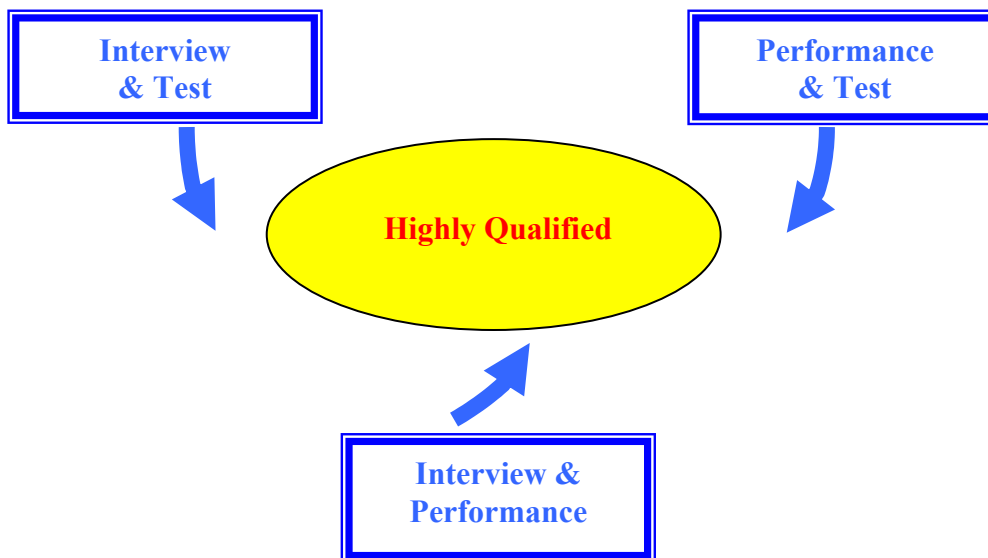 Interview
& Test
Performance
& Test
Highly Qualified
Interview &
Performance